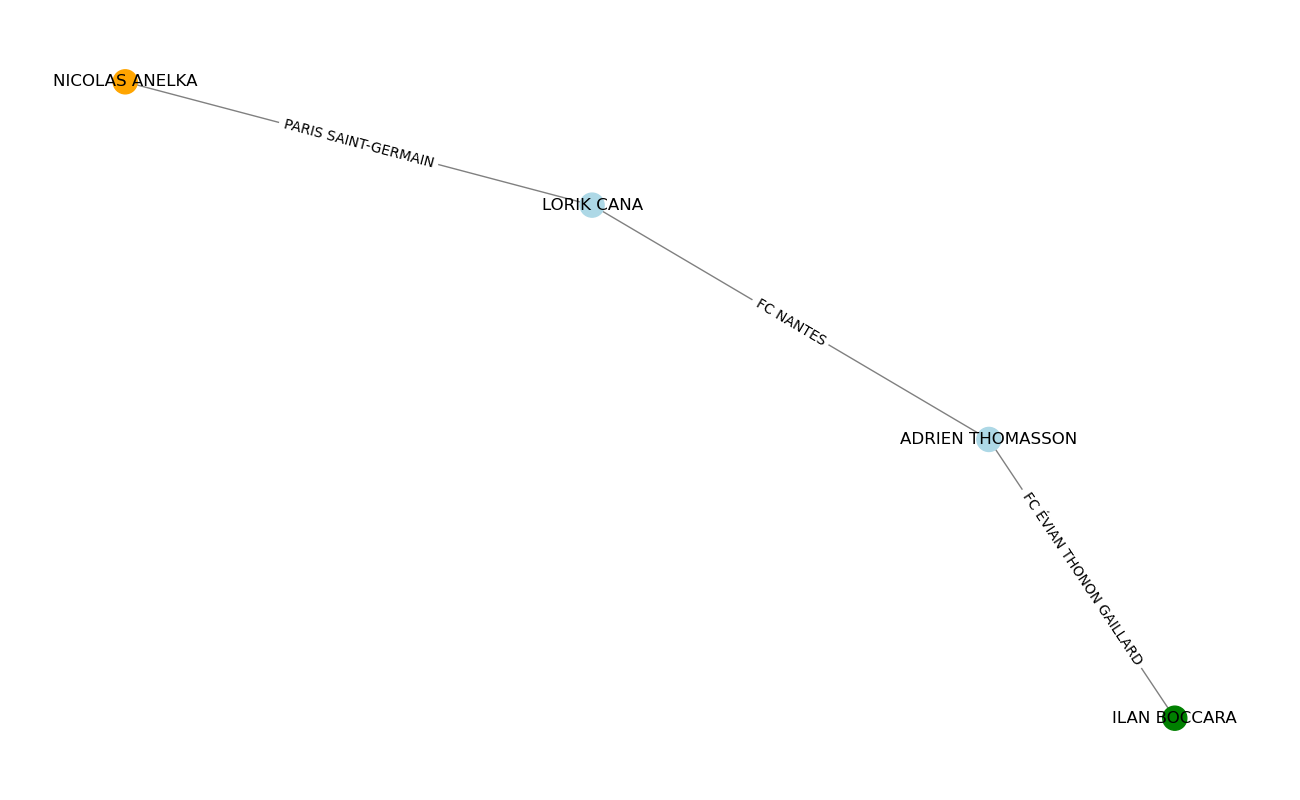 NICOLAS ANELKA
PARIS SAINT-GERMAIN
LORIK CANA
FC NANTES
ADRIEN THOMASSON
FC ÉVIAN THONON GAILLARD
ILAN BOCCARA